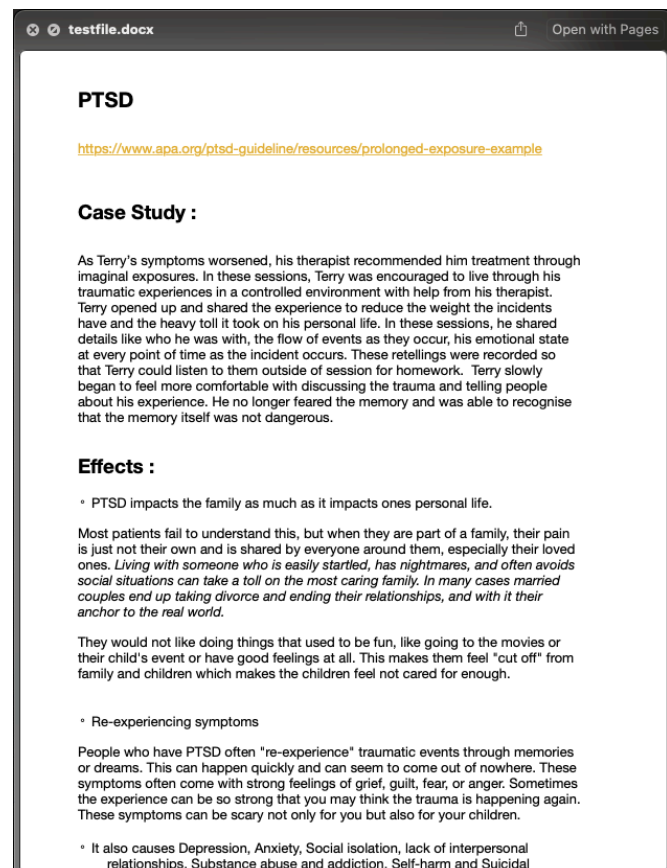 testfile.docx
Open with Pages
PTSD
https://www.apa.org/ptsd-guideline/resources/prolonged-exposure-example
Case Study :
As Terry's symptoms worsened, his therapist recommended him treatment through
imaginal exposures. In these sessions, Terry was encouraged to live through his
traumatic experiences in a controlled environment with help from his therapist.
Terry opened up and shared the experience to reduce the weight the incidents
have and the heavy toll it took on his personal life. In these sessions, he shared
details like who he was with, the flow of events as they occur, his emotional state
at every point of time as the incident occurs. These retellings were recorded so
that Terry could listen to them outside of session for homework.  Terry slowly
began to feel more comfortable with discussing the trauma and telling people
about his experience. He no longer feared the memory and was able to recognise
that the memory itself was not dangerous.
Effects :
◦ PTSD impacts the family as much as it impacts ones personal life.
Most patients fail to understand this, but when they are part of a family, their pain
is just not their own and is shared by everyone around them, especially their loved
ones. Living with someone who is easily startled, has nightmares, and often avoids
social situations can take a toll on the most caring family. In many cases married
couples end up taking divorce and ending their relationships, and with it their
anchor to the real world.
They would not like doing things that used to be fun, like going to the movies or
their child's event or have good feelings at all. This makes them feel "cut off" from
family and children which makes the children feel not cared for enough.
◦ Re-experiencing symptoms
People who have PTSD often "re-experience" traumatic events through memories
or dreams. This can happen quickly and can seem to come out of nowhere. These
symptoms often come with strong feelings of grief, guilt, fear, or anger. Sometimes
the experience can be so strong that you may think the trauma is happening again.
These symptoms can be scary not only for you but also for your children.
◦ It also causes Depression, Anxiety, Social isolation, lack of interpersonal
relationships, Substance abuse and addiction, Self-harm and Suicidal